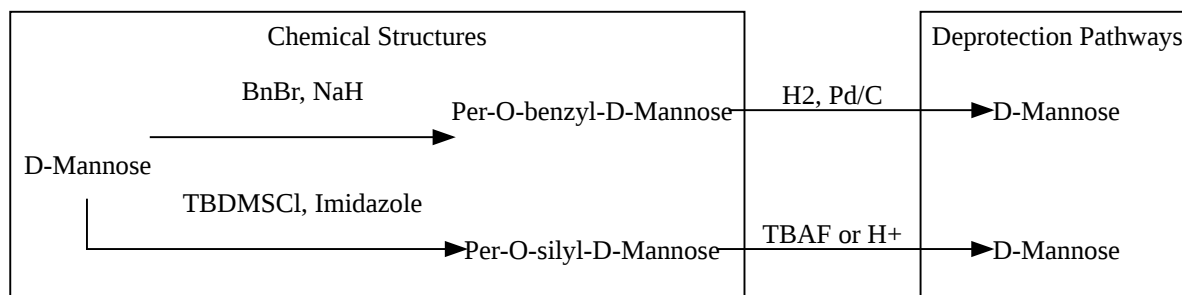 Chemical Structures
Deprotection Pathways
BnBr, NaH
Per-O-benzyl-D-Mannose
H2, Pd/C
D-Mannose
D-Mannose
TBDMSCl, Imidazole
Per-O-silyl-D-Mannose
TBAF or H+
D-Mannose